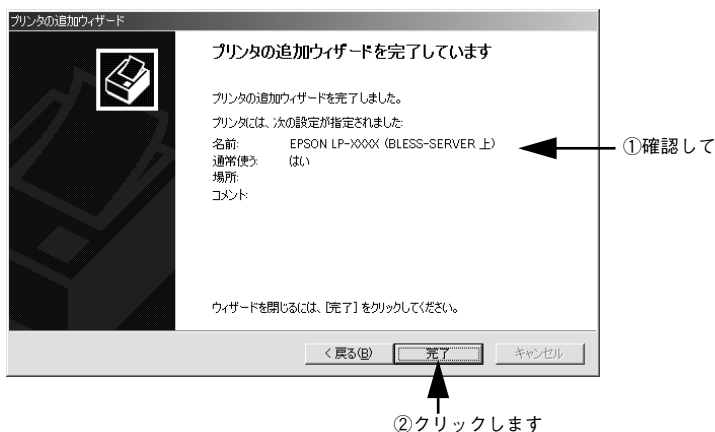 プリンタの追加ウィザード
プリンタの追加ウィザードを完了しています
プリンタの追加ウィザードを完了しました。
プリンタには、次の設定が指定されました:
名前: EPSON LP-XXXX (BLESS-SERVER 上)
①確認して
通常使う: はい
場所:
コメント:
ウィザードを閉じるには、[完了] をクリックしてください。
< 戻る(B) 完了 キャンセル
②クリックします